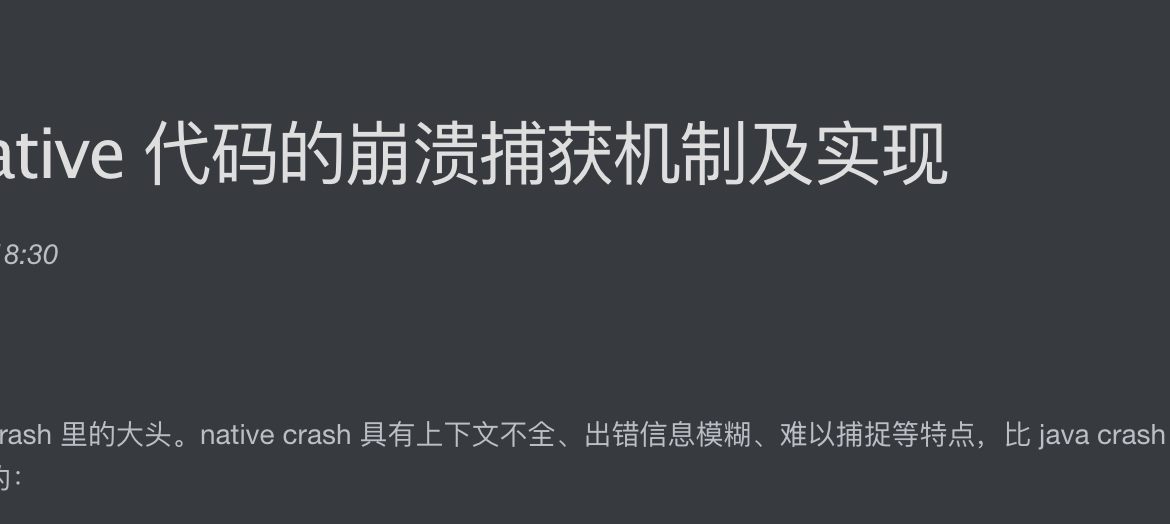 ative 代码的崩溃捕获机制及实现
8:30
rash 里的大头。native crash 具有上下文不全、出错信息模糊、难以捕捉等特点，比 java crash
的：